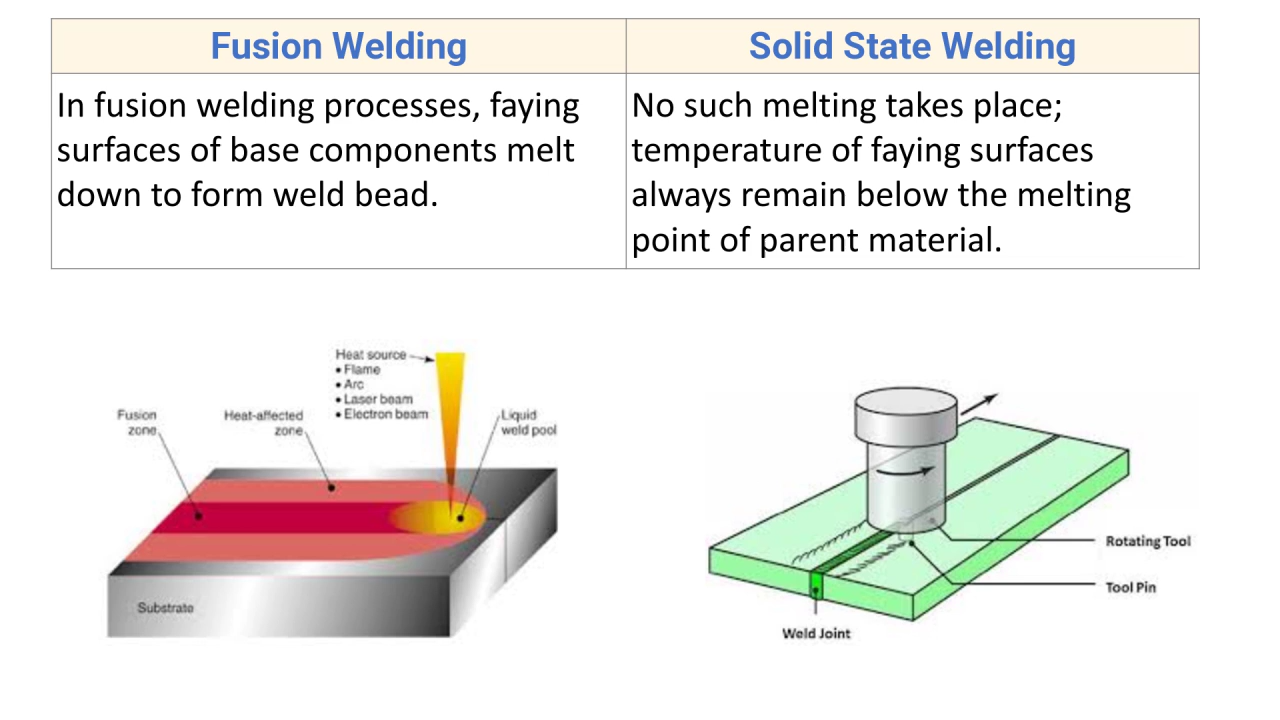 Fusion Welding
Solid State Welding
In fusion welding processes, faying
surfaces of base components melt
down to form weld bead.
No such melting takes place;
temperature of faying surfaces
always remain below the melting
point of parent material.
Heat source
• Flame
• Arc
• Laser beam
• Electron beam
Fusion
zone
Heat-affected
zone
Liquid
weld pool
Substrate
Rotating Tool
Tool Pin
Weld Joint